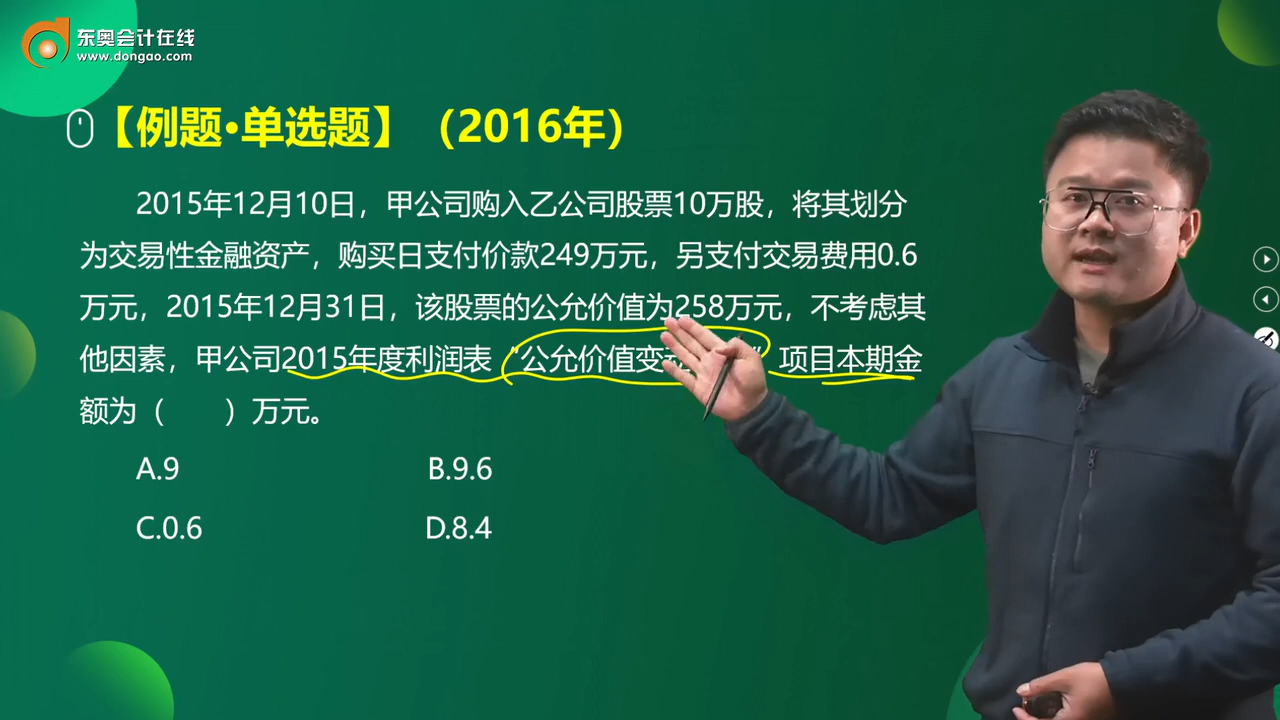 东奥会计在线
www.dongao.com
【例题•单选题】（2016年）
2015年12月10日，甲公司购入乙公司股票10万股，将其划分
为交易性金融资产，购买日支付价款249万元，另支付交易费用0.6
万元，2015年12月31日，该股票的公允价值为258万元，不考虑其
他因素，甲公司2015年度利润表“公允价值变 ”项目本期金
额为（　　）万元。
A.9 B.9.6
C.0.6 D.8.4